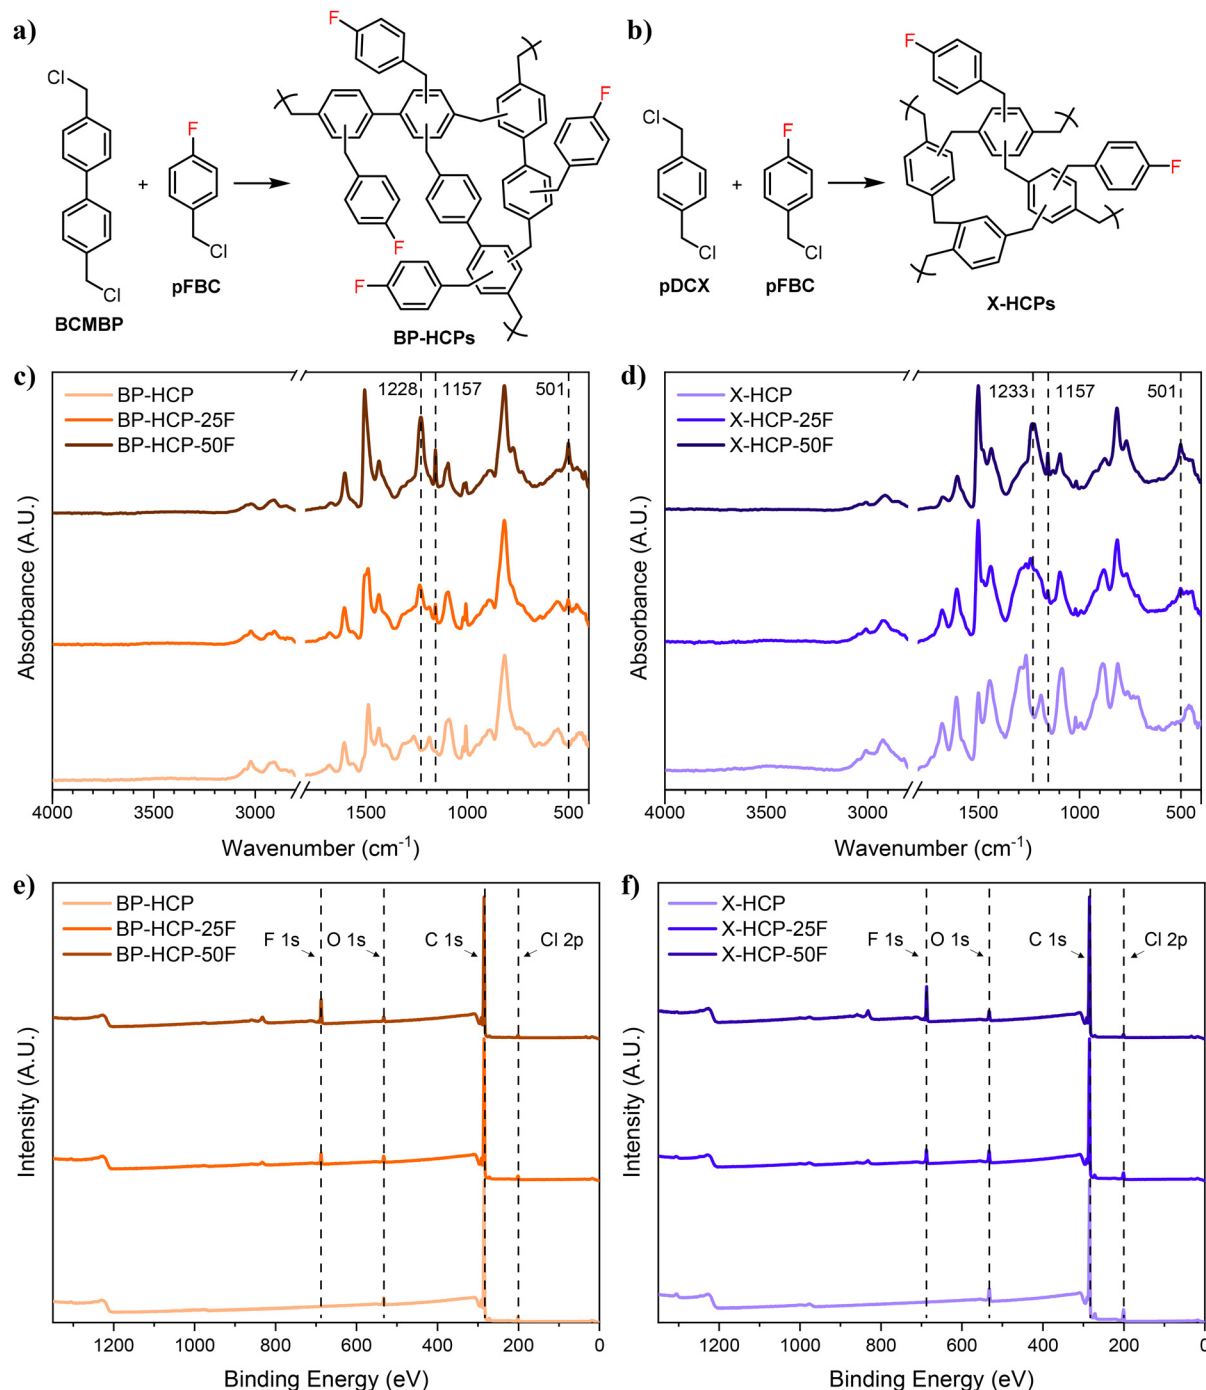 a)
Cl
Cl
BCMBP
+
F
Cl
pFBC
F
F
F
F
BP-HCPs
b)
Cl
Cl
pDCX
+
F
Cl
pFBC
F
F
X-HCPs
c)
BP-HCP
BP-HCP-25F
BP-HCP-50F
1228
1157
501
Absorbance (A.U.)
4000 3500 3000 1500 1000 500
Wavenumber (cm⁻¹)
d)
X-HCP
X-HCP-25F
X-HCP-50F
1233
1157
501
Absorbance (A.U.)
4000 3500 3000 1500 1000 500
Wavenumber (cm⁻¹)
e)
BP-HCP
BP-HCP-25F
BP-HCP-50F
F 1s
O 1s
C 1s
Cl 2p
Intensity (A.U.)
1200 1000 800 600 400 200 0
Binding Energy (eV)
f)
X-HCP
X-HCP-25F
X-HCP-50F
F 1s
O 1s
C 1s
Cl 2p
Intensity (A.U.)
1200 1000 800 600 400 200 0
Binding Energy (eV)